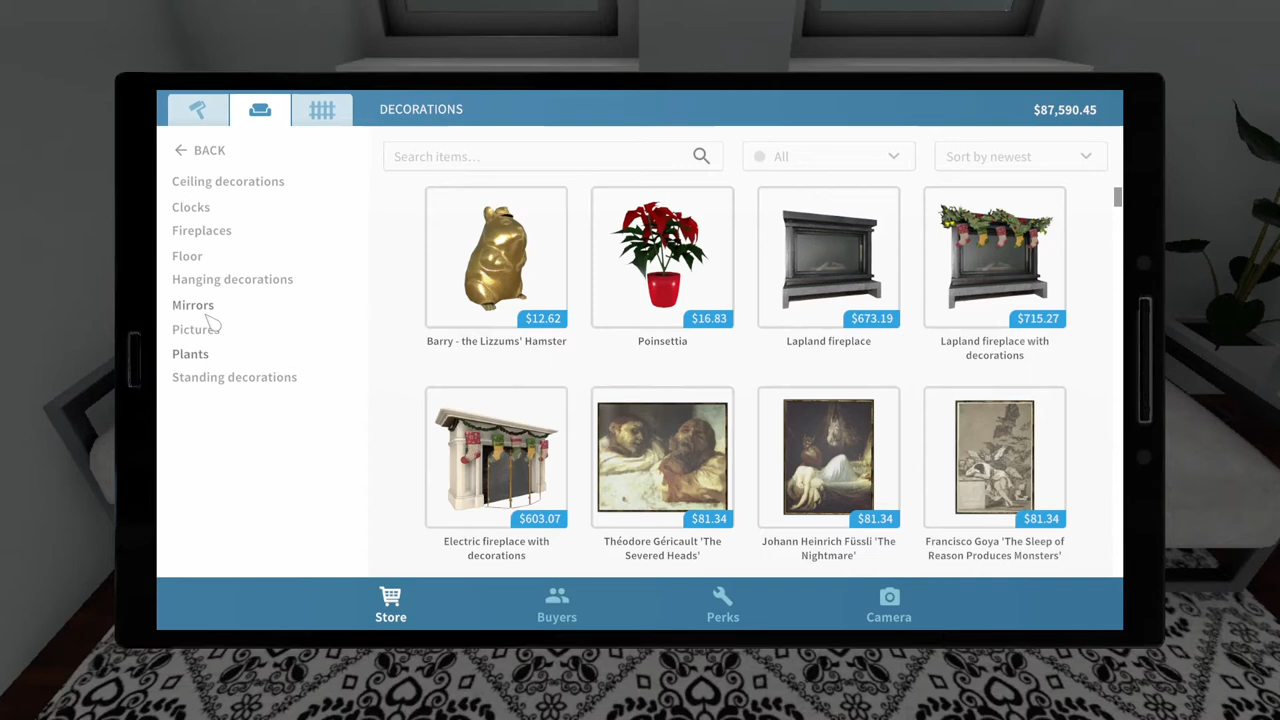 DECORATIONS
$87,590.45
BACK
Search items...
All
Sort by newest
Ceiling decorations
Clocks
Fireplaces
Floor
Hanging decorations
Mirrors
Pictures
Plants
Standing decorations
$12.62
$16.83
$673.19
$715.27
Barry - the Lizzums' Hamster
Poinsettia
Lapland fireplace
Lapland fireplace with
decorations
$603.07
$81.34
$81.34
$81.34
Electric fireplace with
decorations
Théodore Géricault 'The
Severed Heads'
Johann Heinrich Füssli 'The
Nightmare'
Francisco Goya 'The Sleep of
Reason Produces Monsters'
Store
Buyers
Perks
Camera